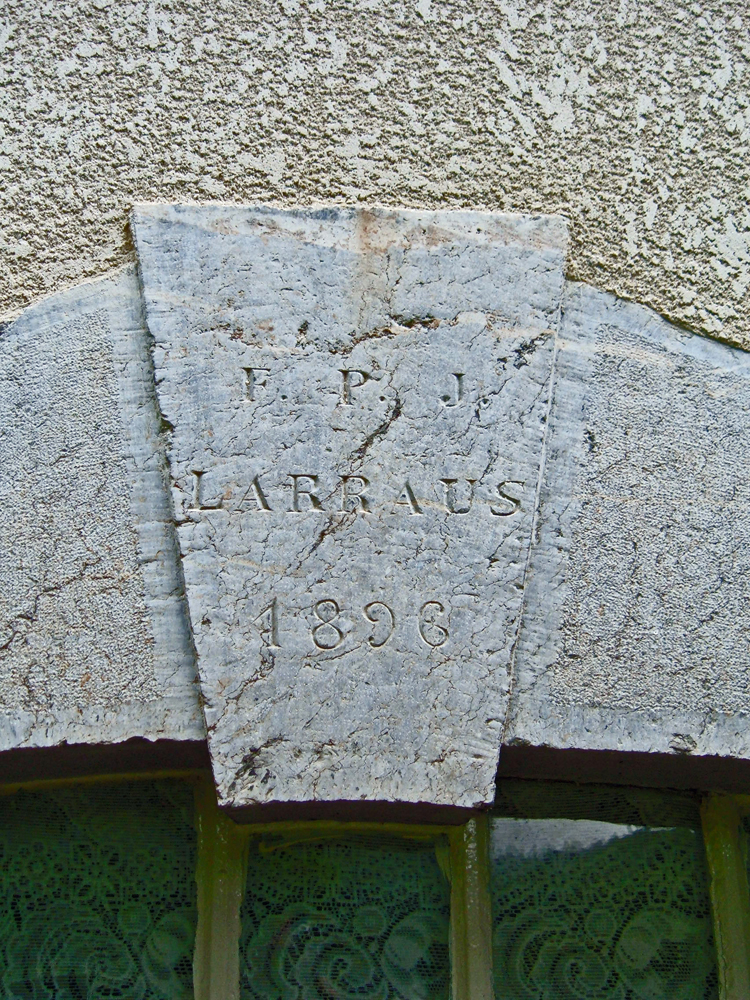 F. P. J.
LARRAUS
1896